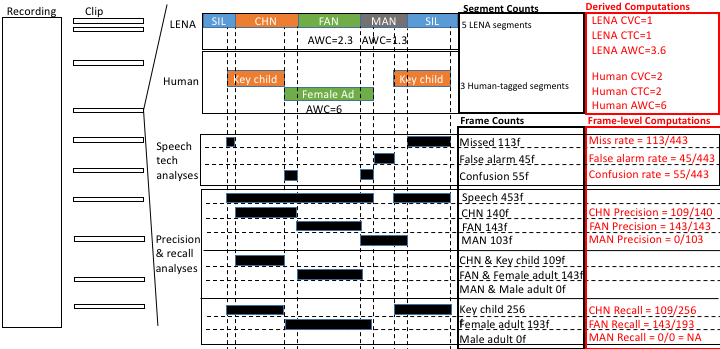 Recording
Clip
Segment Counts
Derived Computations
LENA
SIL
CHN
FAN
MAN
SIL
AWC=2.3
AWC=1.3
5 LENA segments
LENA CVC=1
LENA CTC=1
LENA AWC=3.6
Human
Key child
Female Ad
Key child
AWC=6
3 Human-tagged segments
Human CVC=2
Human CTC=2
Human AWC=6
Frame Counts
Frame-level Computations
Speech
tech
analyses
Missed 113f
Miss rate = 113/443
False alarm 45f
False alarm rate = 45/443
Confusion 55f
Confusion rate = 55/443
Precision
& recall
analyses
Speech 453f
CHN 140f
CHN Precision = 109/140
FAN 143f
FAN Precision = 143/143
MAN 103f
MAN Precision = 0/103
CHN & Key child 109f
FAN & Female adult 143f
MAN & Male adult 0f
Key child 256
CHN Recall = 109/256
Female adult 193f
FAN Recall = 143/193
Male adult 0f
MAN Recall = 0/0 = NA